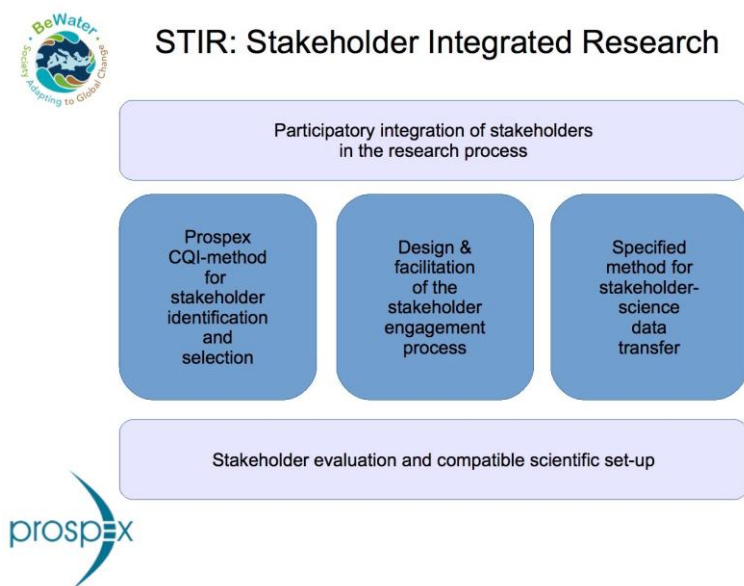 BeWater
Society Adapting to Global Change
STIR: Stakeholder Integrated Research
Participatory integration of stakeholders
in the research process
Prospex
CQI-method
for
stakeholder
identification
and
selection
Design &
facilitation
of the
stakeholder
engagement
process
Specified
method for
stakeholder-
science
data
transfer
Stakeholder evaluation and compatible scientific set-up
prospex